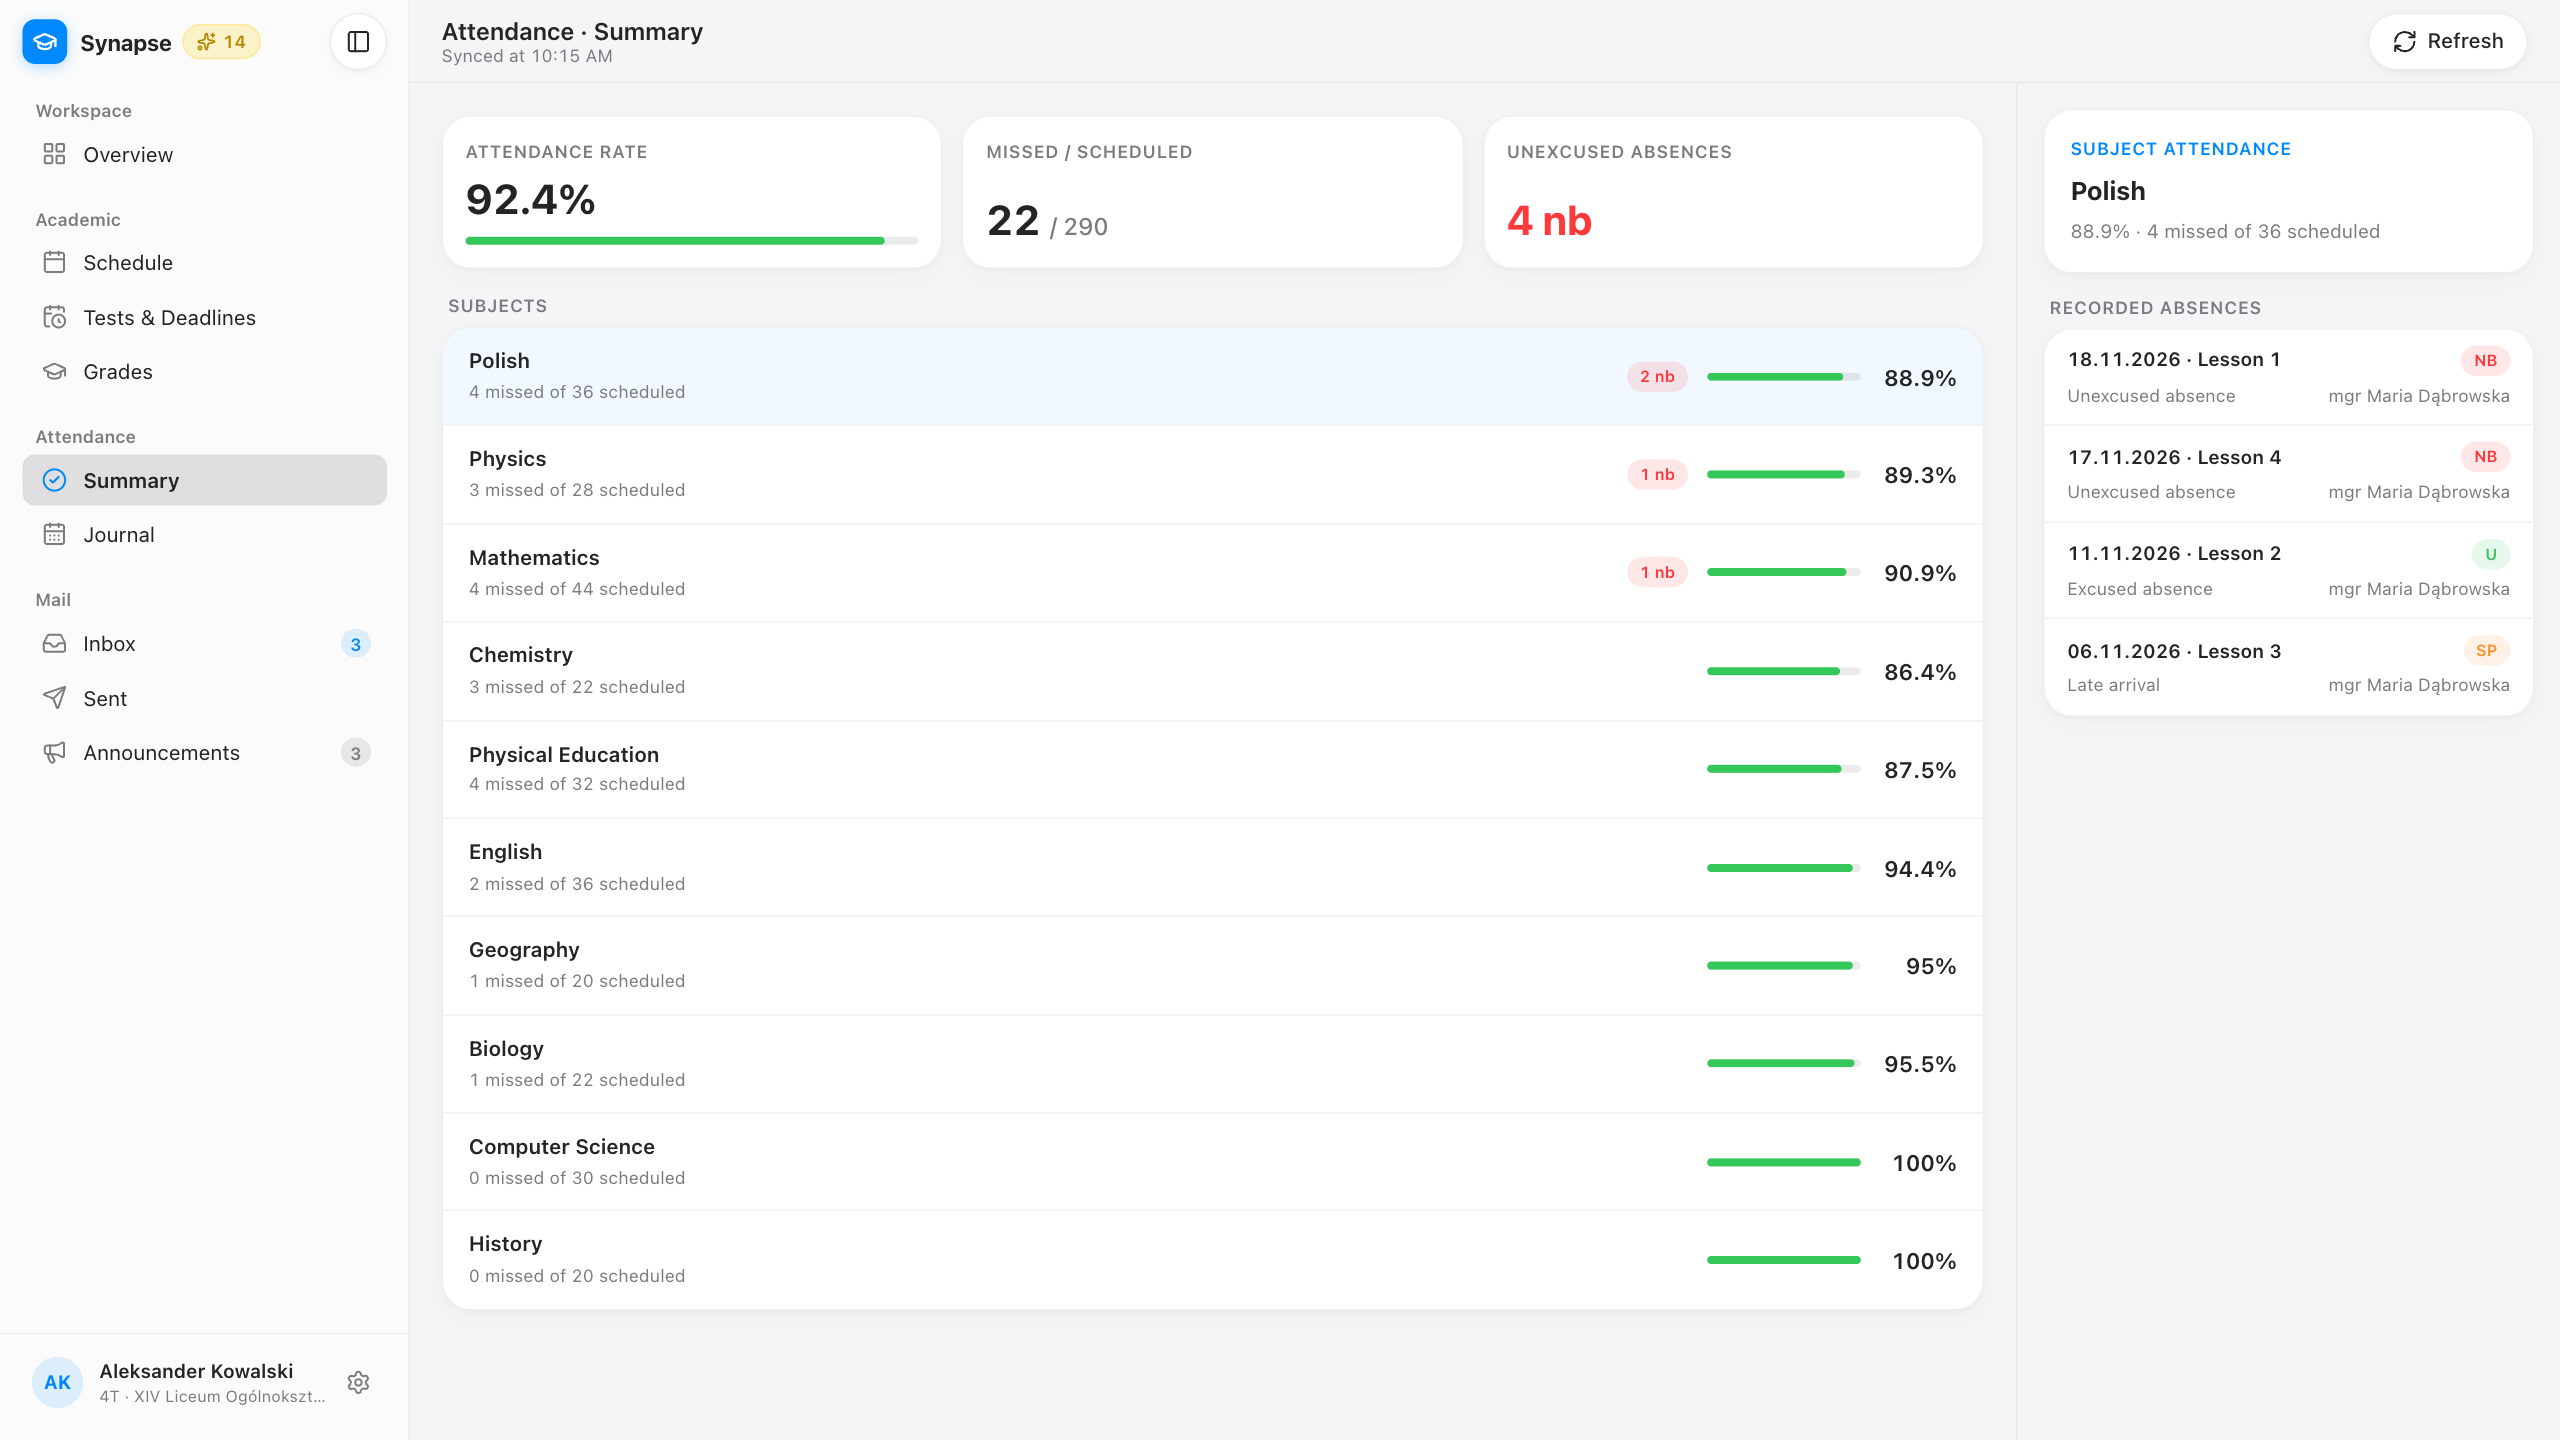 Synapse
14
Workspace
Overview
Academic
Schedule
Tests & Deadlines
Grades
Attendance
Summary
Journal
Mail
Inbox
3
Sent
Announcements
3
AK
Aleksander Kowalski
4T · XIV Liceum Ogólnokszt...
Attendance · Summary
Synced at 10:15 AM
Refresh
ATTENDANCE RATE
92.4%
MISSED / SCHEDULED
22 / 290
UNEXCUSED ABSENCES
4 nb
SUBJECTS
Polish
4 missed of 36 scheduled
2 nb
88.9%
Physics
3 missed of 28 scheduled
1 nb
89.3%
Mathematics
4 missed of 44 scheduled
1 nb
90.9%
Chemistry
3 missed of 22 scheduled
86.4%
Physical Education
4 missed of 32 scheduled
87.5%
English
2 missed of 36 scheduled
94.4%
Geography
1 missed of 20 scheduled
95%
Biology
1 missed of 22 scheduled
95.5%
Computer Science
0 missed of 30 scheduled
100%
History
0 missed of 20 scheduled
100%
SUBJECT ATTENDANCE
Polish
88.9% · 4 missed of 36 scheduled
RECORDED ABSENCES
18.11.2026 · Lesson 1
NB
Unexcused absence
mgr Maria Dąbrowska
17.11.2026 · Lesson 4
NB
Unexcused absence
mgr Maria Dąbrowska
11.11.2026 · Lesson 2
U
Excused absence
mgr Maria Dąbrowska
06.11.2026 · Lesson 3
SP
Late arrival
mgr Maria Dąbrowska